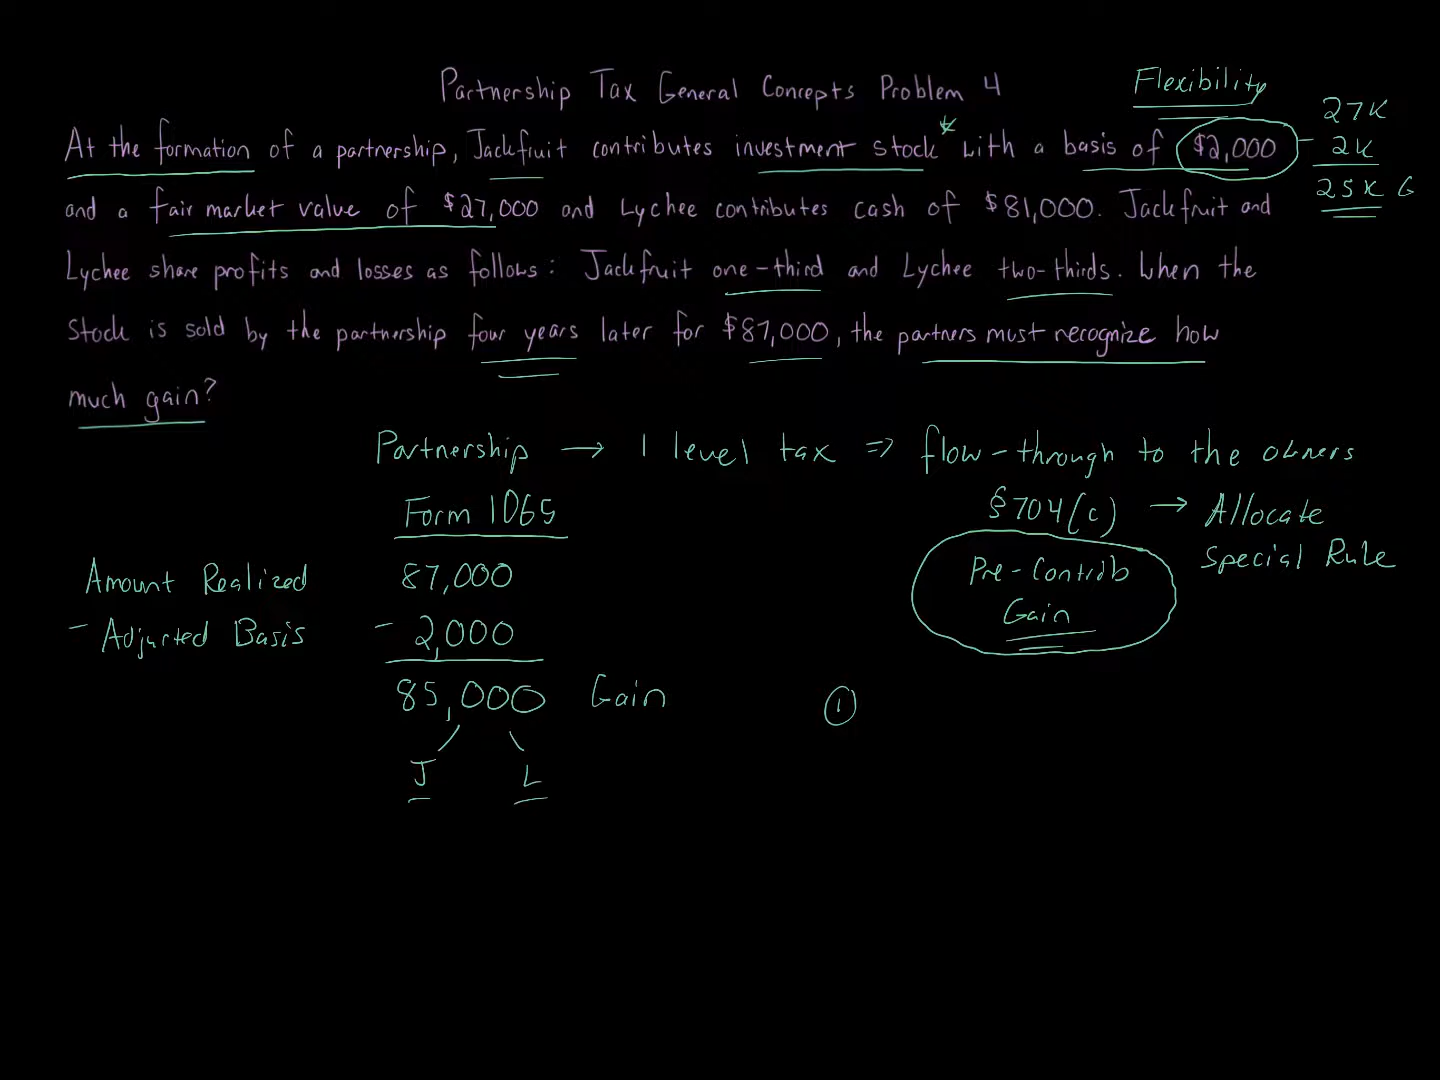 Partnership Tax General Concepts Problem 4
Flexibility
At the formation of a partnership, Jackfruit contributes investment stock* with a basis of $2,000
and a fair market value of $27,000 and Lychee contributes cash of $81,000. Jackfruit and
Lychee share profits and losses as follows: Jackfruit one-third and Lychee two-thirds. When the
stock is sold by the partnership four years later for $87,000, the partners must recognize how
much gain?
27K
- 2K
25K G
Partnership → 1 level tax ⇒ flow-through to the owners
Form 1065
§704(c) → Allocate
Special Rule
Pre-Contrib
Gain
Amount Realized 87,000
- Adjusted Basis - 2,000
85,000 Gain
①
J L